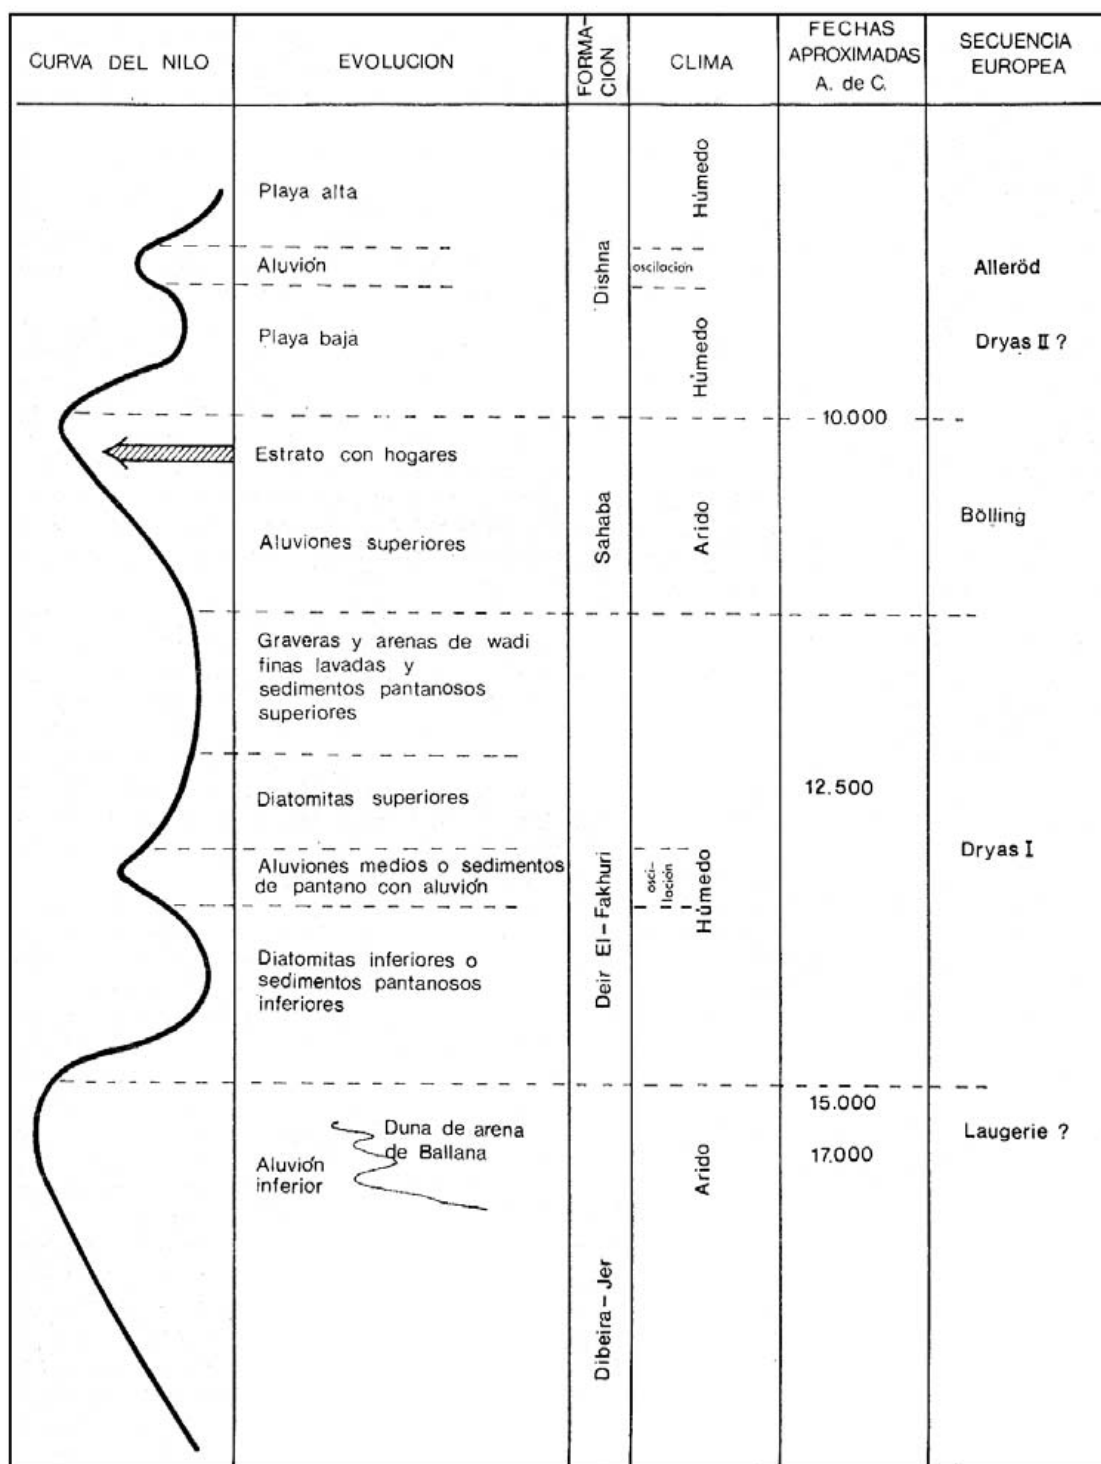 CURVA DEL NILO
EVOLUCION
FORMA-
CION
CLIMA
FECHAS
APROXIMADAS
A. de C.
SECUENCIA
EUROPEA
Playa alta
Aluvión
Playa baja
Estrato con hogares
Aluviones superiores
Graveras y arenas de wadi
finas lavadas y
sedimentos pantanosos
superiores
Diatomitas superiores
Aluviones medios o sedimentos
de pantano con aluvión
Diatomitas inferiores o
sedimentos pantanosos
inferiores
Duna de arena
de Ballana
Aluvión
inferior
Dishna
Sahaba
Deir El-Fakhuri
Dibeira-Jer
Húmedo
oscilación
Húmedo
Arido
osci-
lación
Húmedo
Arido
10.000
12.500
15.000
17.000
Alleröd
Dryas II ?
Bölling
Dryas I
Laugerie ?